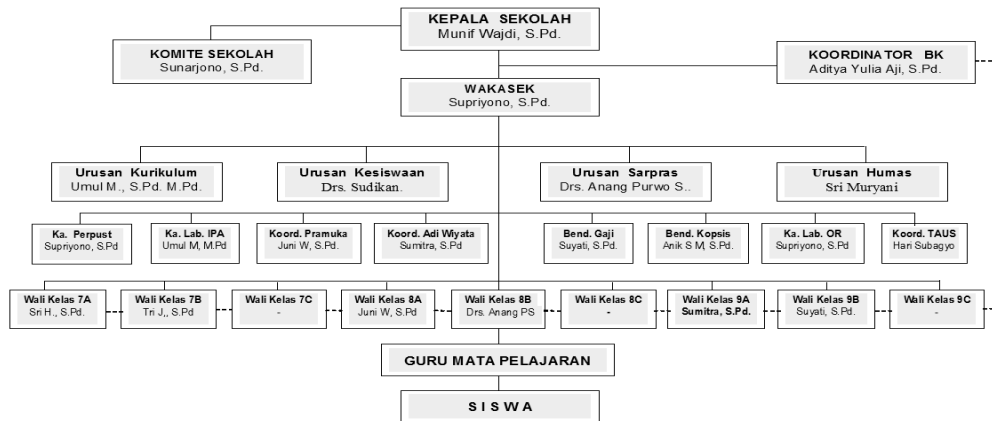 KEPALA SEKOLAH
Munif Wajdi, S.Pd.
KOMITE SEKOLAH
Sunarjono, S.Pd.
KOORDINATOR BK
Aditya Yulia Aji, S.Pd.
WAKASEK
Supriyono, S.Pd.
Urusan Kurikulum
Umul M., S.Pd. M.Pd.
Urusan Kesiswaan
Drs. Sudikan.
Urusan Sarpras
Drs. Anang Purwo S..
Urusan Humas
Sri Muryani
Ka. Perpust
Supriyono, S.Pd
Ka. Lab. IPA
Umul M, M.Pd
Koord. Pramuka
Juni W, S.Pd.
Koord. Adi Wiyata
Sumitra, S.Pd
Bend. Gaji
Suyati, S.Pd.
Bend. Kopsis
Anik S M, S.Pd.
Ka. Lab. OR
Supriyono, S.Pd
Koord. TAUS
Hari Subagyo
Wali Kelas 7A
Sri H., S.Pd.
Wali Kelas 7B
Tri J,, S.Pd
Wali Kelas 7C
-
Wali Kelas 8A
Juni W, S.Pd
Wali Kelas 8B
Drs. Anang PS
Wali Kelas 8C
-
Wali Kelas 9A
Sumitra, S.Pd.
Wali Kelas 9B
Suyati, S.Pd.
Wali Kelas 9C
-
GURU MATA PELAJARAN
S I S W A